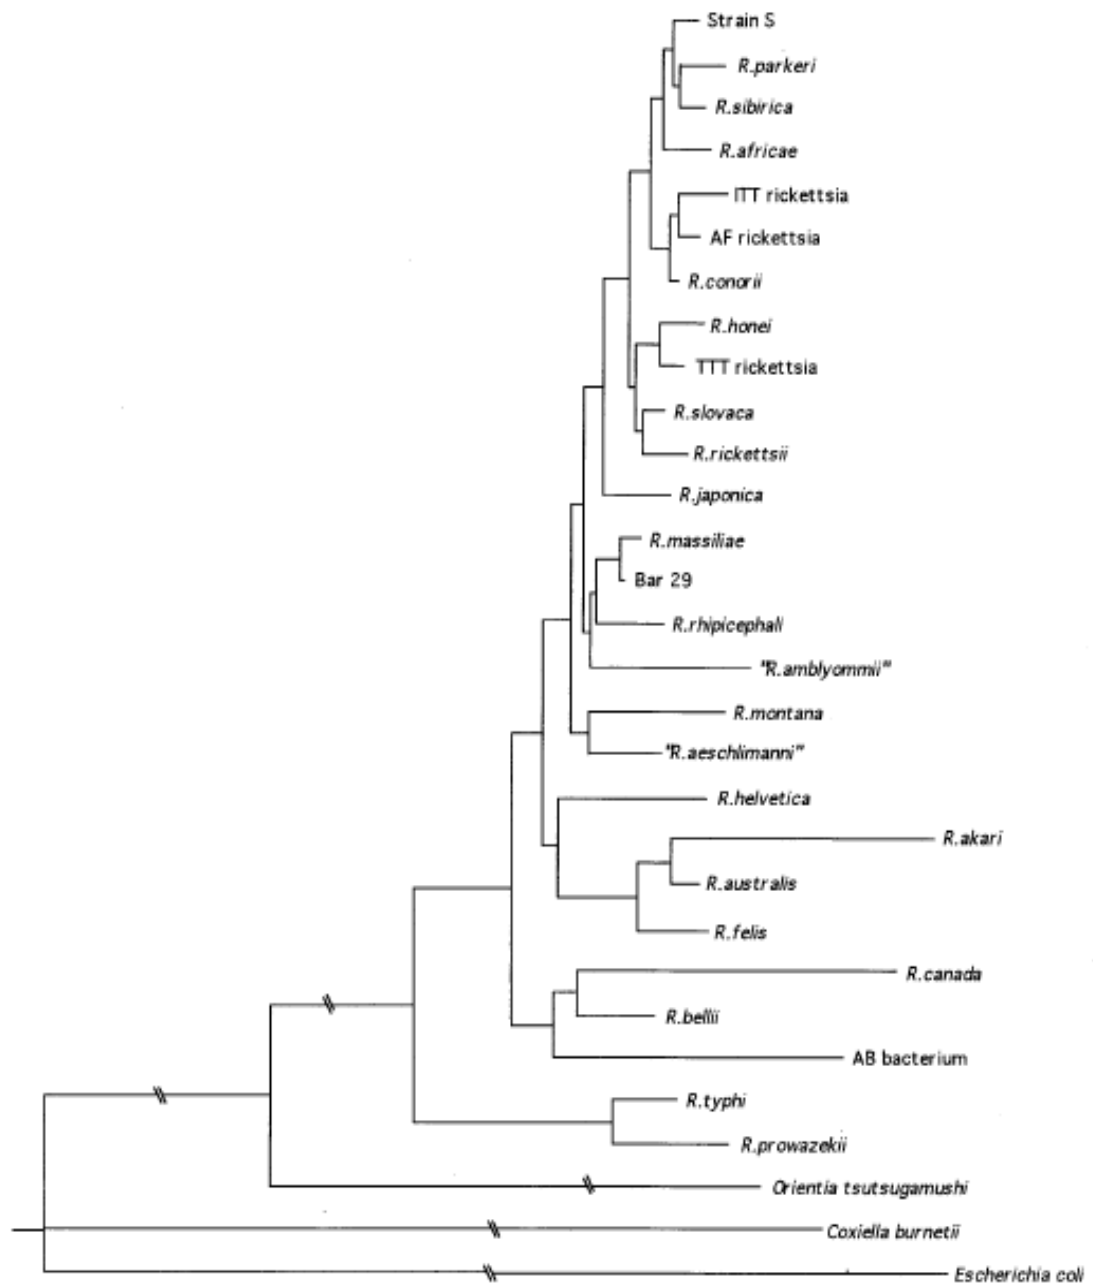 Strain S
R.parkeri
R.sibirica
R.africae
ITT rickettsia
AF rickettsia
R.conorii
R.honei
TTT rickettsia
R.slovaca
R.rickettsii
R.japonica
R.massiliae
Bar 29
R.rhipicephali
"R.amblyommii"
R.montana
"R.aeschlimanni"
R.helvetica
R.akari
R.australis
R.felis
R.canada
R.bellii
AB bacterium
R.typhi
R.prowazekii
Orientia tsutsugamushi
Coxiella burnetii
Escherichia coli